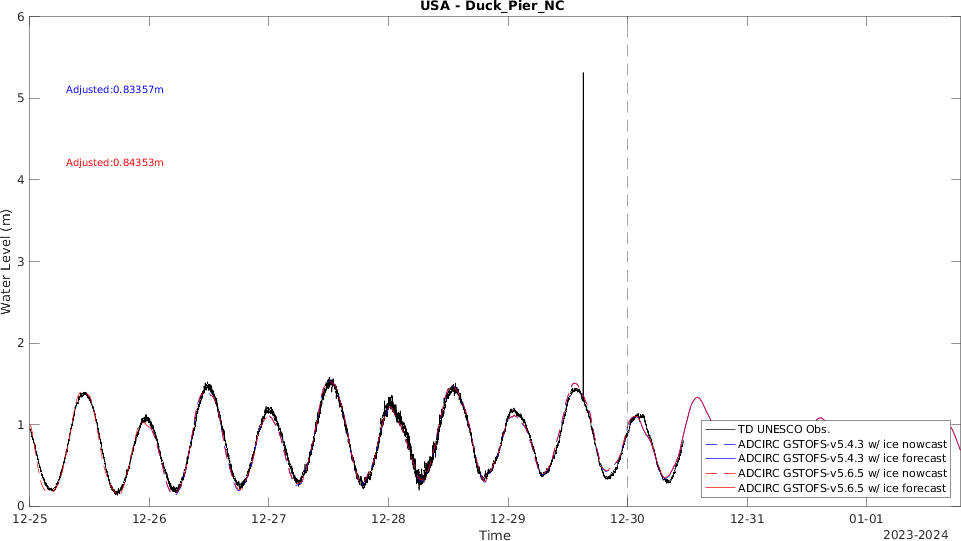 USA - Duck_Pier_NC
6
5
4
3
2
1
0
Water Level (m)
Adjusted:0.83357m
Adjusted:0.84353m
TD UNESCO Obs.
ADCIRC GSTOFS-v5.4.3 w/ ice nowcast
ADCIRC GSTOFS-v5.4.3 w/ ice forecast
ADCIRC GSTOFS-v5.6.5 w/ ice nowcast
ADCIRC GSTOFS-v5.6.5 w/ ice forecast
12-25 12-26 12-27 12-28 12-29 12-30 12-31 01-01
Time
2023-2024